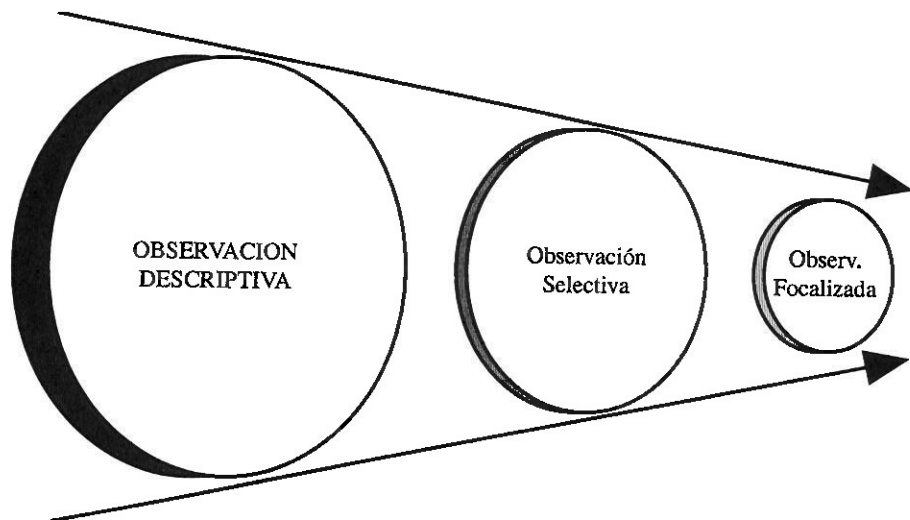 OBSERVACION
DESCRIPTIVA
Observación
Selectiva
Observ.
Focalizada